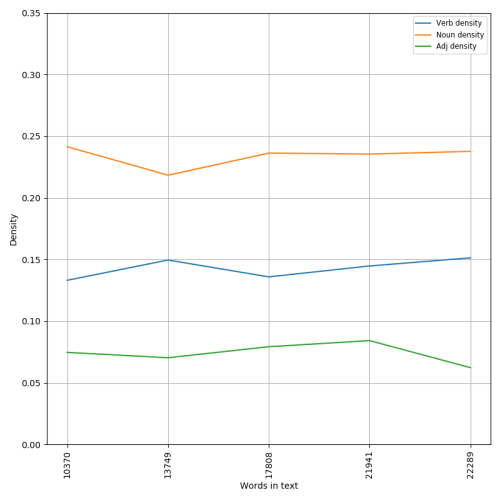 0.35
0.30
0.25
0.20
0.15
0.10
0.05
0.00
Density
Verb density
Noun density
Adj density
10370
13749
17808
21941
22289
Words in text